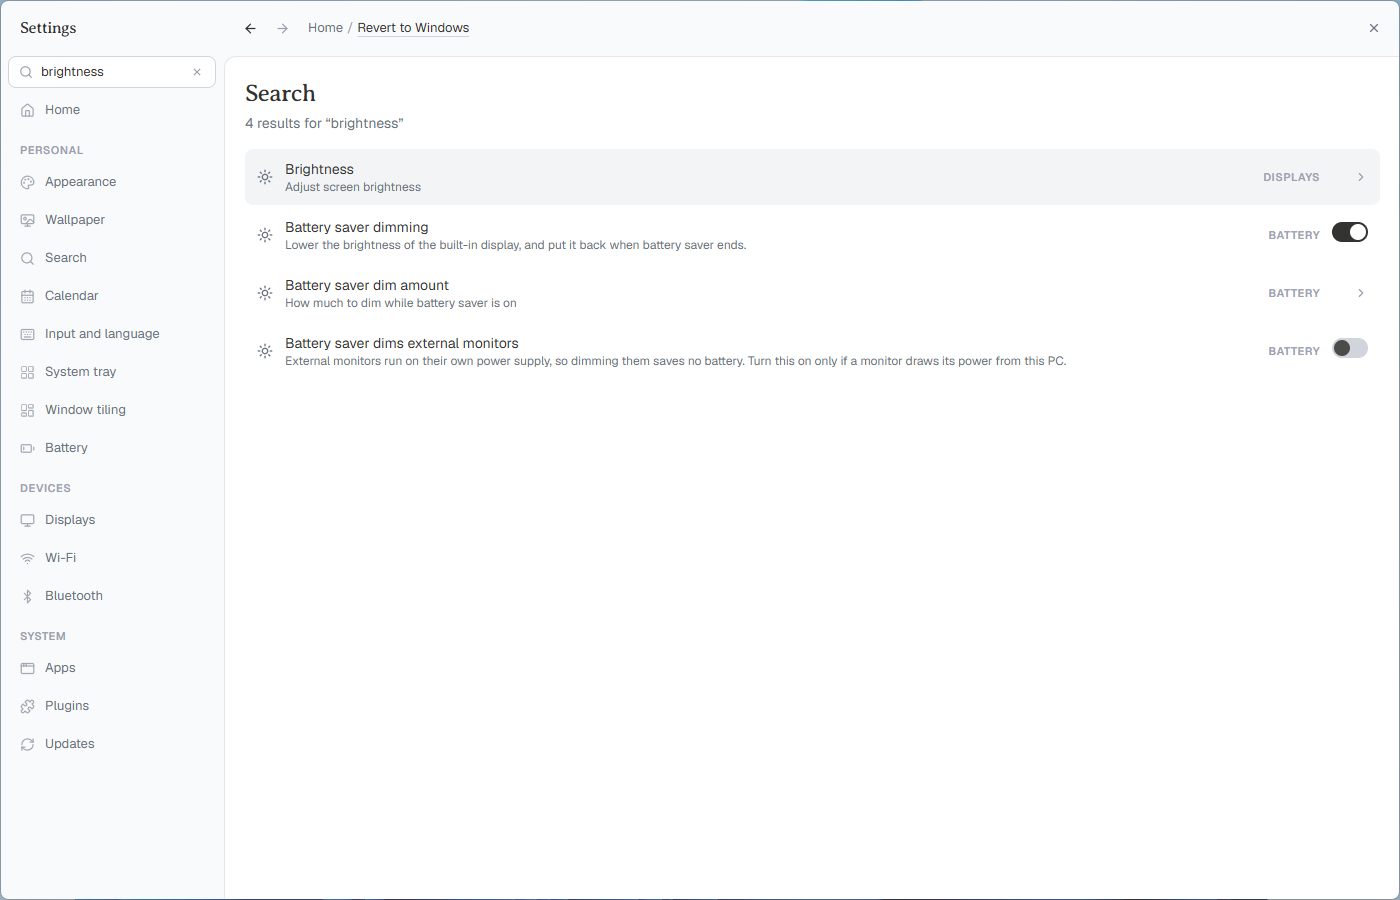 Settings
Home / Revert to Windows
brightness
Home
PERSONAL
Appearance
Wallpaper
Search
Calendar
Input and language
System tray
Window tiling
Battery
DEVICES
Displays
Wi-Fi
Bluetooth
SYSTEM
Apps
Plugins
Updates
Search
4 results for “brightness”
Brightness
Adjust screen brightness
DISPLAYS
Battery saver dimming
Lower the brightness of the built-in display, and put it back when battery saver ends.
BATTERY
Battery saver dim amount
How much to dim while battery saver is on
BATTERY
Battery saver dims external monitors
External monitors run on their own power supply, so dimming them saves no battery. Turn this on only if a monitor draws its power from this PC.
BATTERY